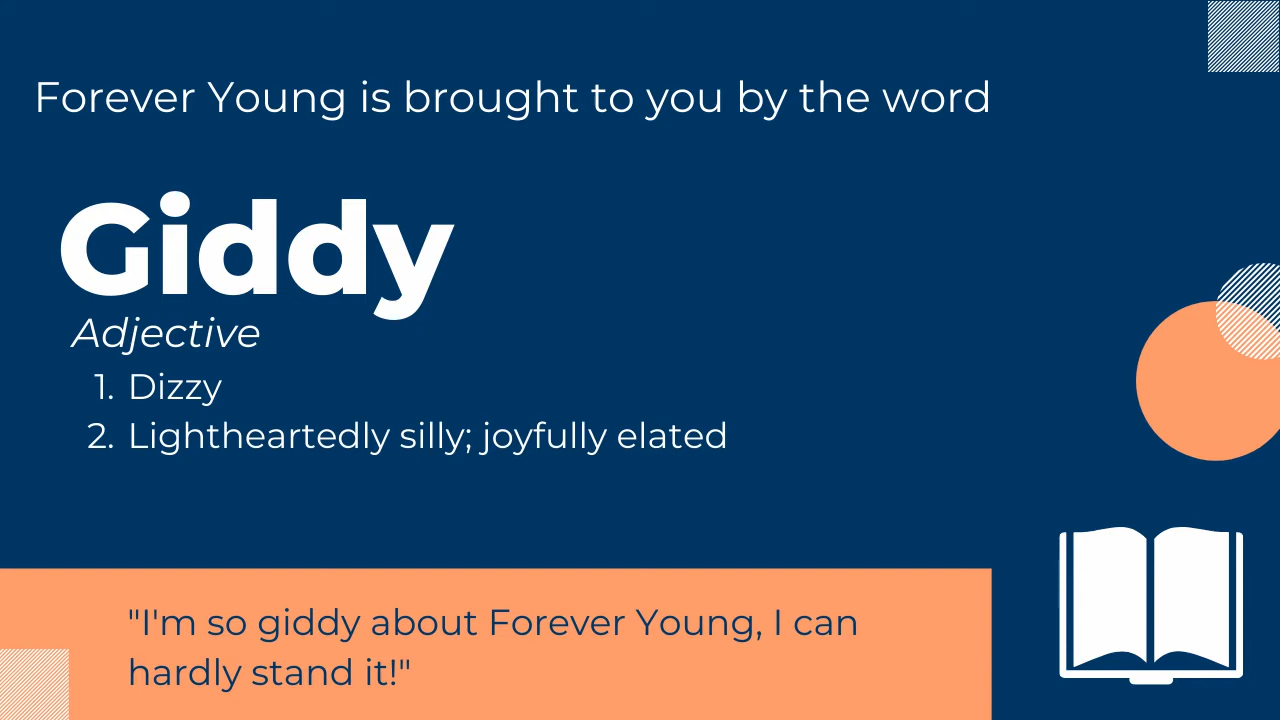 Forever Young is brought to you by the word
Giddy
Adjective
1. Dizzy
2. Lightheartedly silly; joyfully elated
"I'm so giddy about Forever Young, I can
hardly stand it!"